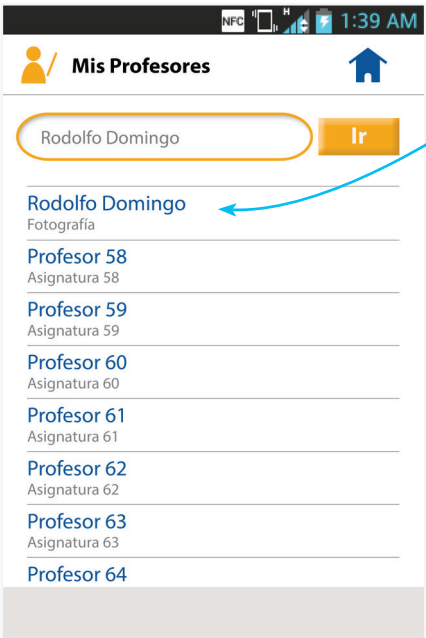 NFC H 1:39 AM
Mis Profesores
Rodolfo Domingo Ir
Rodolfo Domingo
Fotografía
Profesor 58
Asignatura 58
Profesor 59
Asignatura 59
Profesor 60
Asignatura 60
Profesor 61
Asignatura 61
Profesor 62
Asignatura 62
Profesor 63
Asignatura 63
Profesor 64